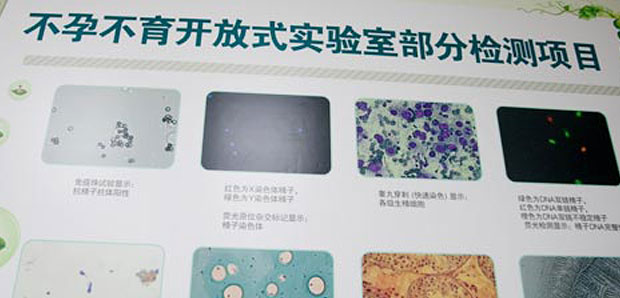 不孕不育开放式实验室部分检测项目
免疫珠试验显示:
抗精子抗体阳性
红色为X染色体精子,
绿色为Y染色体精子
荧光原位杂交标记显示:
精子染色体
睾丸穿刺(快速染色)显示,
各级生精细胞
绿色为DNA双链精子,
红色为DNA单链精子,
橙色为DNA双链不稳定精子
荧光检测显示:精子DNA完整